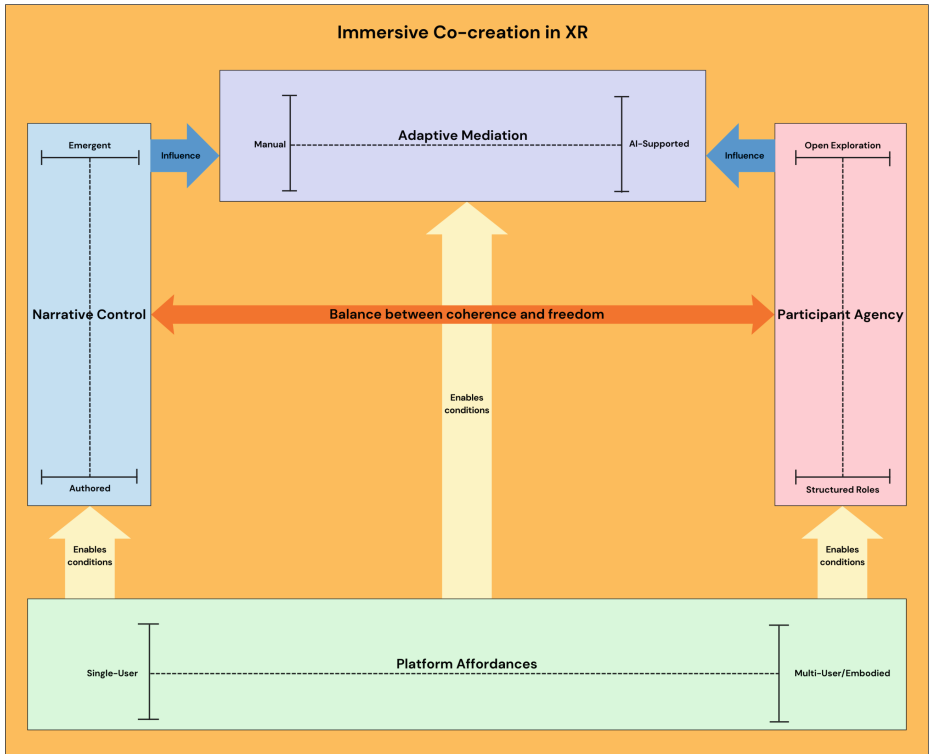 Immersive Co-creation in XR
Adaptive Mediation
Manual
AI-Supported
Emergent
Influence
Influence
Open Exploration
Narrative Control
Balance between coherence and freedom
Participant Agency
Enables
conditions
Authored
Structured Roles
Enables
conditions
Enables
conditions
Platform Affordances
Single-User
Multi-User/Embodied